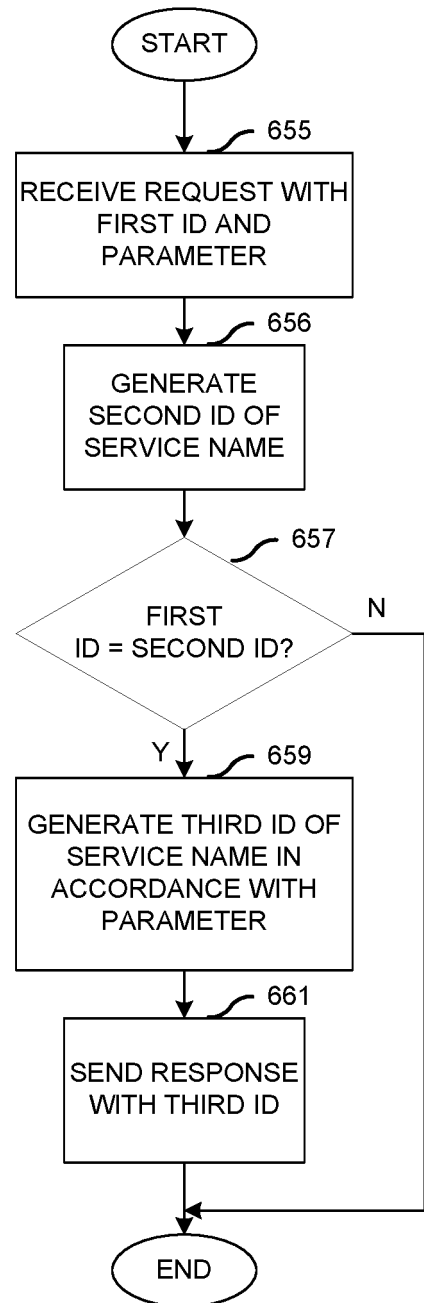 START
655
RECEIVE REQUEST WITH
FIRST ID AND
PARAMETER
656
GENERATE
SECOND ID OF
SERVICE NAME
657
FIRST
ID = SECOND ID?
N
Y
659
GENERATE THIRD ID OF
SERVICE NAME IN
ACCORDANCE WITH
PARAMETER
661
SEND RESPONSE
WITH THIRD ID
END